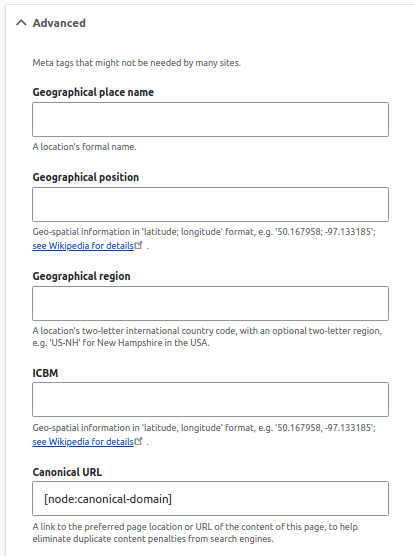 Advanced
Meta tags that might not be needed by many sites.
Geographical place name
A location's formal name.
Geographical position
Geo-spatial information in 'latitude; longitude' format, e.g. '50.167958; -97.133185';
see Wikipedia for details .
Geographical region
A location's two-letter international country code, with an optional two-letter region,
e.g. 'US-NH' for New Hampshire in the USA.
ICBM
Geo-spatial information in 'latitude, longitude' format, e.g. '50.167958, -97.133185';
see Wikipedia for details .
Canonical URL
[node:canonical-domain]
A link to the preferred page location or URL of the content of this page, to help
eliminate duplicate content penalties from search engines.